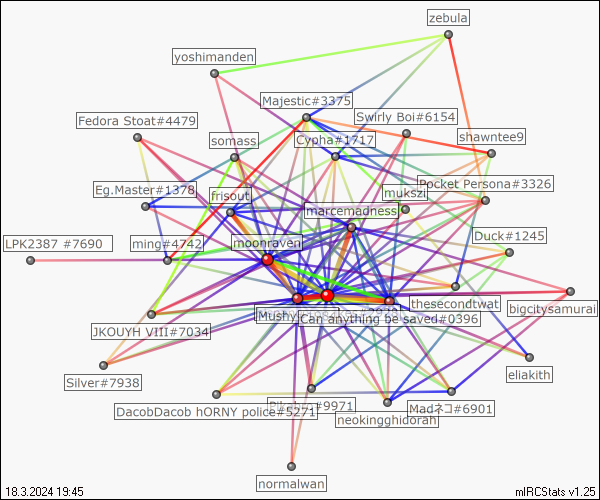 zebula
yoshimanden
Majestic#3375
Fedora Stoat#4479
Swirly Boi#6154
somass
Cypha#1717
shawntee9
Eg.Master#1378
frisout
mukszi
Pocket Persona#3326
marcemadness
LPK2387 #7690
ming#4742
moonraven
Duck#1245
thesecondtwat
bigcitysamurai
Mushy
Can anything be saved#0396
JKOUYH VIII#7034
eliakith
Silver#7938
DacobDacob hORNY police#5271
#9971
neokingghidorah
Madネコ#6901
normalwan
18.3.2024 19:45
mIRCStats v1.25